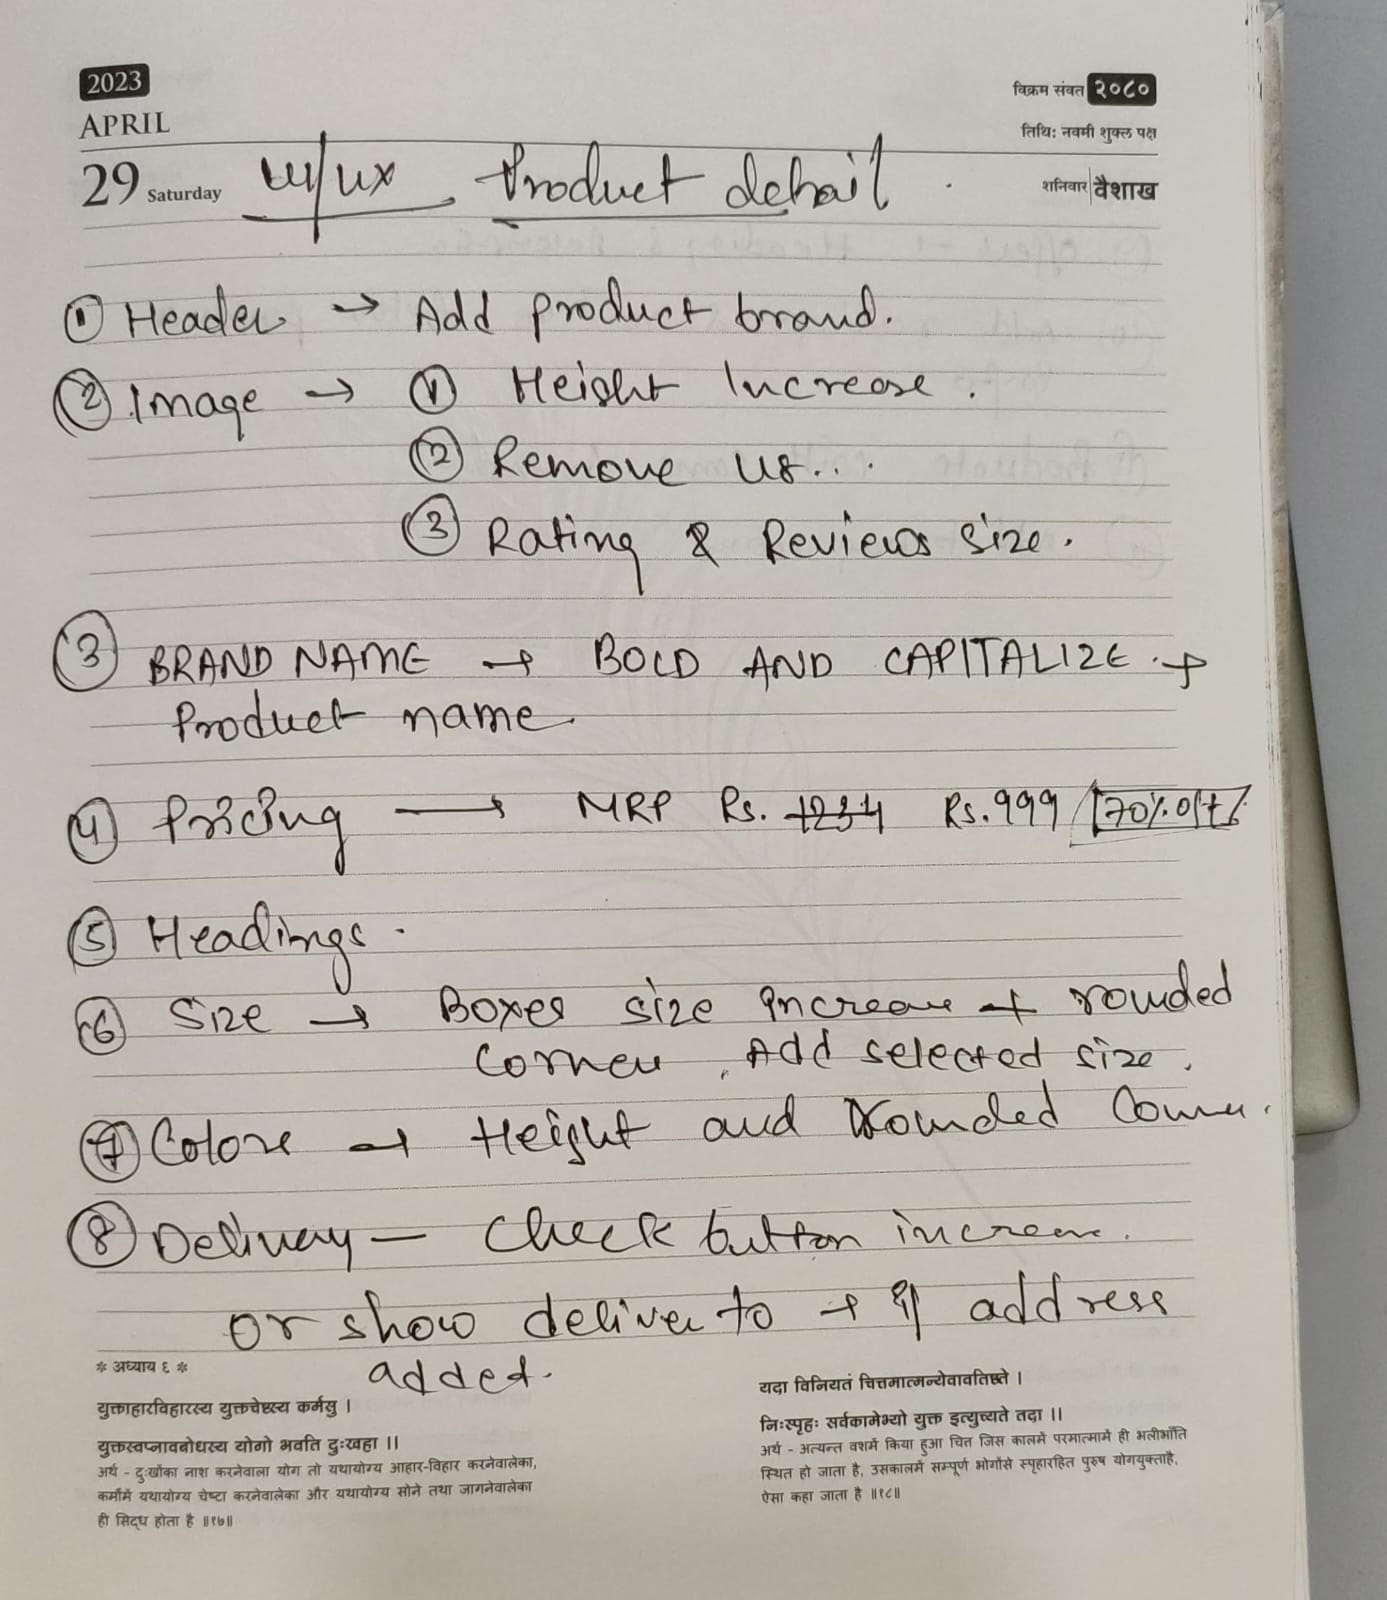 2023
विक्रम संवत २०८०
APRIL
तिथि: नवमी शुक्ल पक्ष
29 Saturday UI/UX Product detail.
शनिवार वैशाख
① Header → Add product brand.
② Image → ① Height Increase.
② Remove us...
③ Rating & Reviews size.
③ BRAND NAME → BOLD AND CAPITALIZE. +
Product name.
④ Pricing → MRP Rs. 1234 Rs. 999 / 70% off
⑤ Headings.
⑥ Size → Boxes size increase + rounded
corner. Add selected size.
⑦ Colors → Height and Rounded Corner.
⑧ Delivery — Check button increase.
Or show deliver to → if address
added.
* अध्याय ६ *
युक्ताहारविहारस्य युक्तचेष्टस्य कर्मसु ।
युक्तस्वप्नावबोधस्य योगो भवति दुःखहा ।।
अर्थ - दुःखोंका नाश करनेवाला योग तो यथायोग्य आहार-विहार करनेवालेका,
कर्मोंमें यथायोग्य चेष्टा करनेवालेका और यथायोग्य सोने तथा जागनेवालेका
ही सिद्ध होता है ॥१७॥
यदा विनियतं चित्तमात्मन्येवावतिष्ठते ।
निःस्पृहः सर्वकामेभ्यो युक्त इत्युच्यते तदा ।।
अर्थ - अत्यन्त वशमें किया हुआ चित्त जिस कालमें परमात्मामें ही भलीभाँति
स्थित हो जाता है, उसकालमें सम्पूर्ण भोगोंसे स्पृहारहित पुरुष योगयुक्तहै,
ऐसा कहा जाता है ॥१८॥